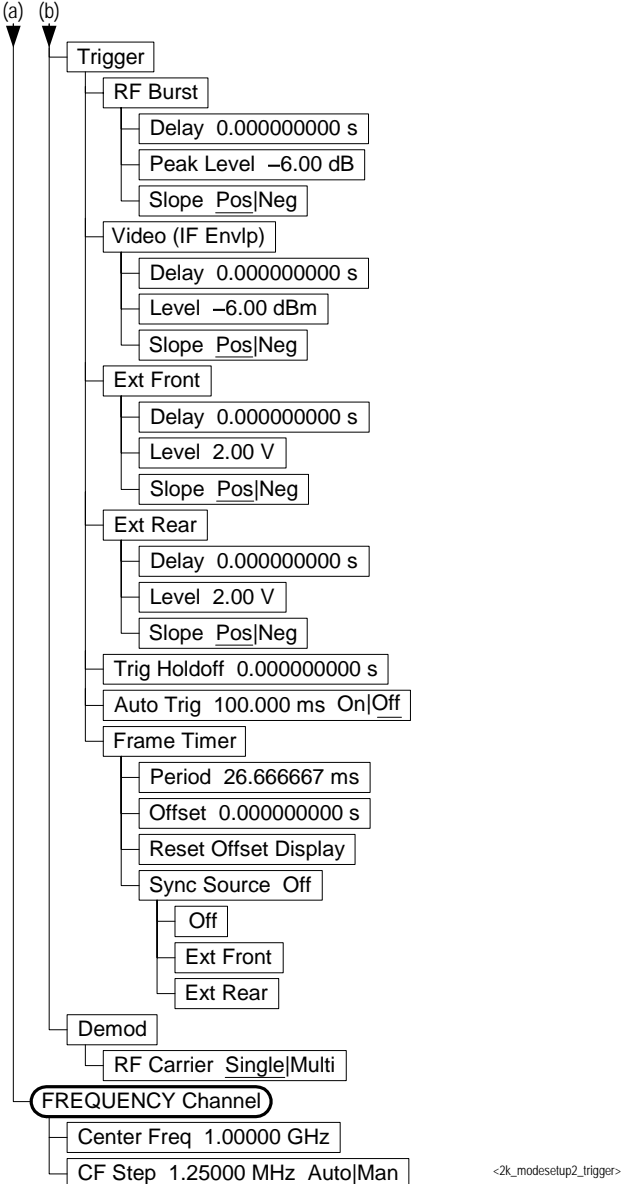 (a) (b)
Trigger
RF Burst
Delay 0.000000000 s
Peak Level –6.00 dB
Slope Pos|Neg
Video (IF Envlp)
Delay 0.000000000 s
Level –6.00 dBm
Slope Pos|Neg
Ext Front
Delay 0.000000000 s
Level 2.00 V
Slope Pos|Neg
Ext Rear
Delay 0.000000000 s
Level 2.00 V
Slope Pos|Neg
Trig Holdoff 0.000000000 s
Auto Trig 100.000 ms On|Off
Frame Timer
Period 26.666667 ms
Offset 0.000000000 s
Reset Offset Display
Sync Source Off
Off
Ext Front
Ext Rear
Demod
RF Carrier Single|Multi
FREQUENCY Channel
Center Freq 1.00000 GHz
CF Step 1.25000 MHz Auto|Man
<2k_modesetup2_trigger>